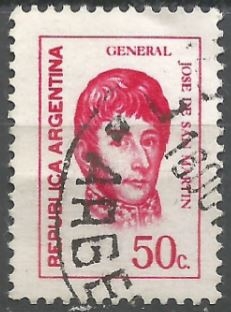 GENERAL
JOSE DE SAN MARTIN
REPUBLICA ARGENTINA
50c.